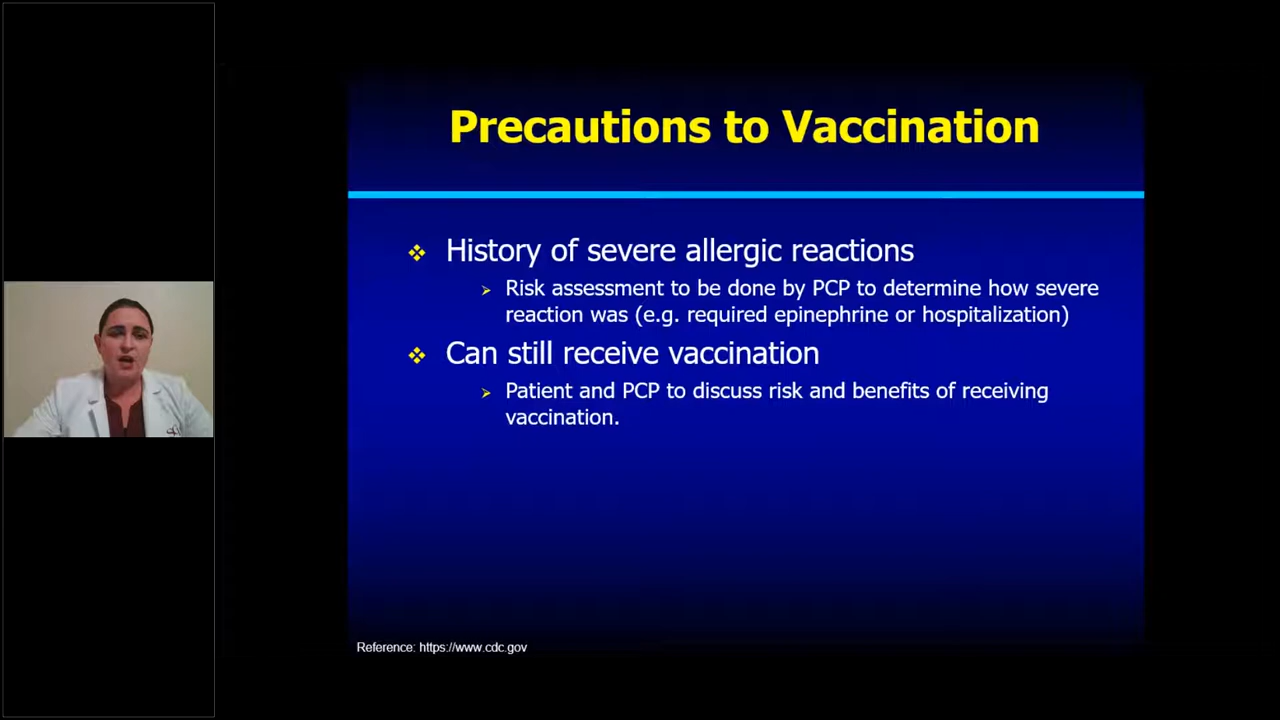 Precautions to Vaccination
History of severe allergic reactions
Risk assessment to be done by PCP to determine how severe
reaction was (e.g. required epinephrine or hospitalization)
Can still receive vaccination
Patient and PCP to discuss risk and benefits of receiving
vaccination.
Reference: https://www.cdc.gov